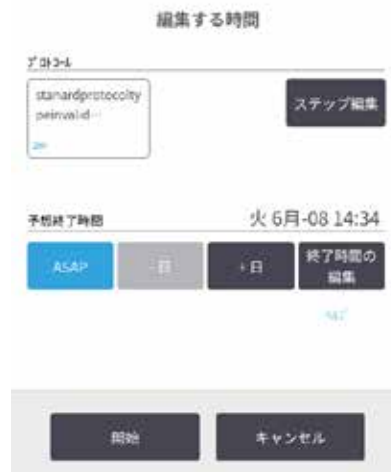 編集する時間
プロトコル
stanardprotocolty
peinvalid...
ステップ編集
予想終了時間
火 6月-08 14:34
ASAP
- 日
+ 日
終了時間の
編集
開始
キャンセル